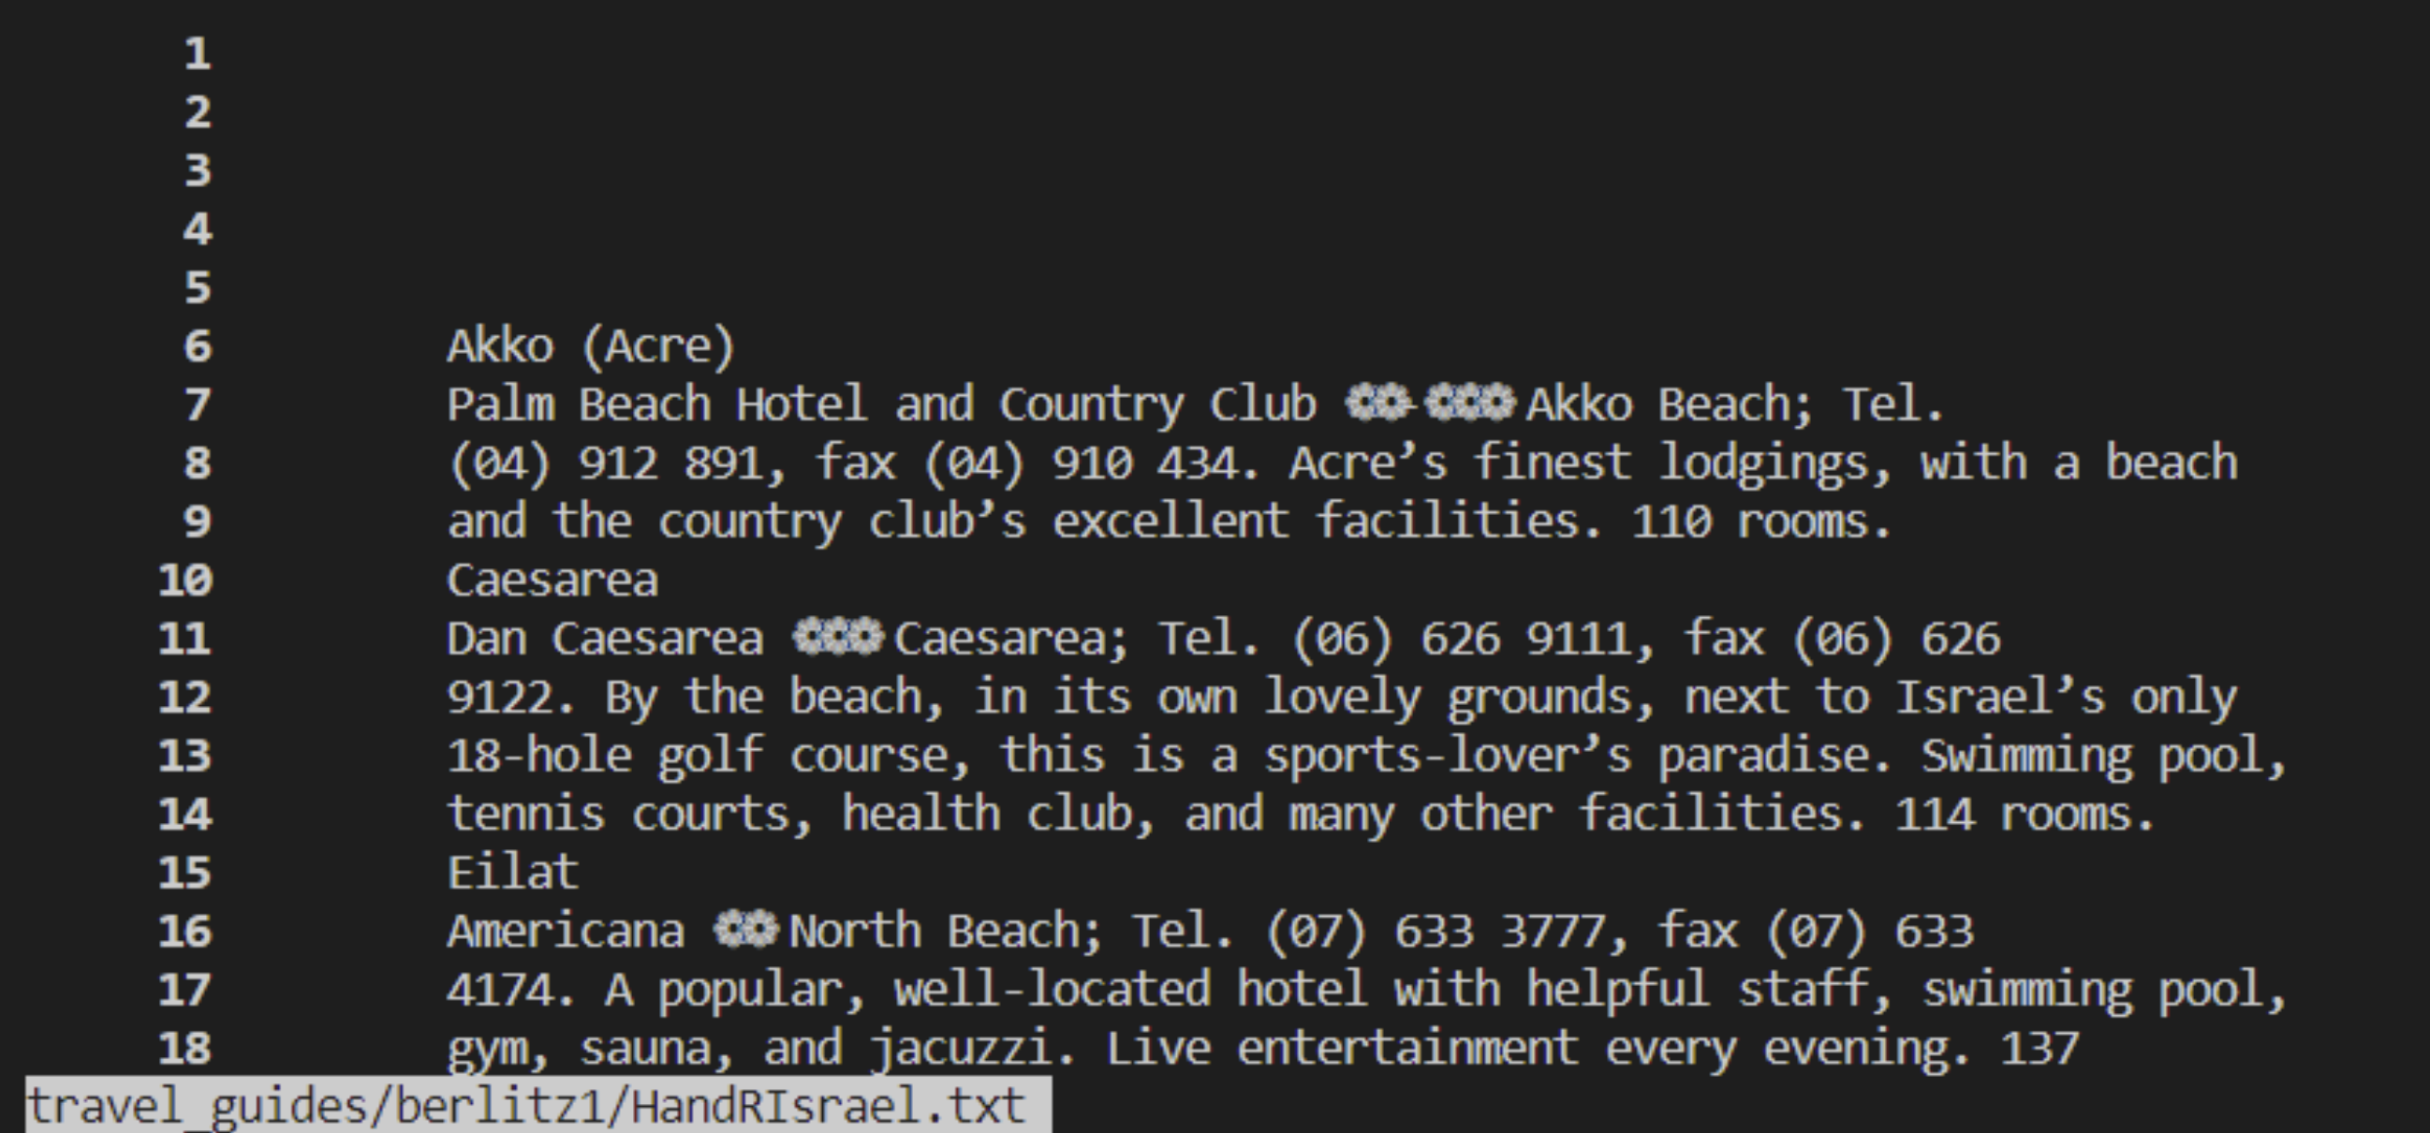 1
2
3
4
5
6 Akko (Acre)
7 Palm Beach Hotel and Country Club ❁❁-❁❁❁Akko Beach; Tel.
8 (04) 912 891, fax (04) 910 434. Acre’s finest lodgings, with a beach
9 and the country club’s excellent facilities. 110 rooms.
10 Caesarea
11 Dan Caesarea ❁❁❁Caesarea; Tel. (06) 626 9111, fax (06) 626
12 9122. By the beach, in its own lovely grounds, next to Israel’s only
13 18-hole golf course, this is a sports-lover’s paradise. Swimming pool,
14 tennis courts, health club, and many other facilities. 114 rooms.
15 Eilat
16 Americana ❁❁North Beach; Tel. (07) 633 3777, fax (07) 633
17 4174. A popular, well-located hotel with helpful staff, swimming pool,
18 gym, sauna, and jacuzzi. Live entertainment every evening. 137
travel_guides/berlitz1/HandRIsrael.txt